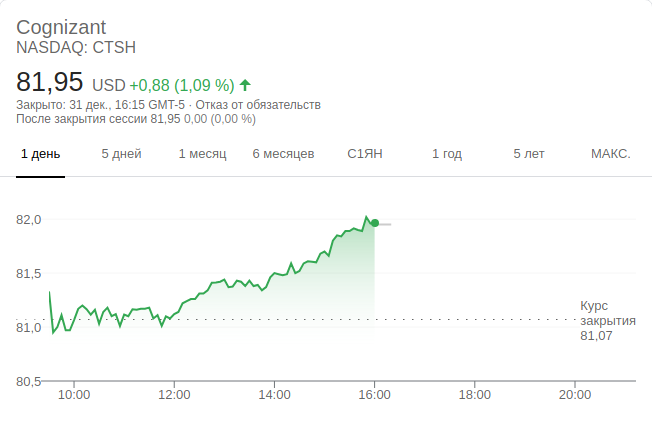 Cognizant
NASDAQ: CTSH
81,95 USD +0,88 (1,09 %)
Закрыто: 31 дек., 16:15 GMT-5 · Отказ от обязательств
После закрытия сессии 81,95 0,00 (0,00 %)
1 день 5 дней 1 месяц 6 месяцев С1ЯН 1 год 5 лет МАКС.
82,0
81,5
Курс
81,0 закрытия
81,07
80,5
10:00 12:00 14:00 16:00 18:00 20:00